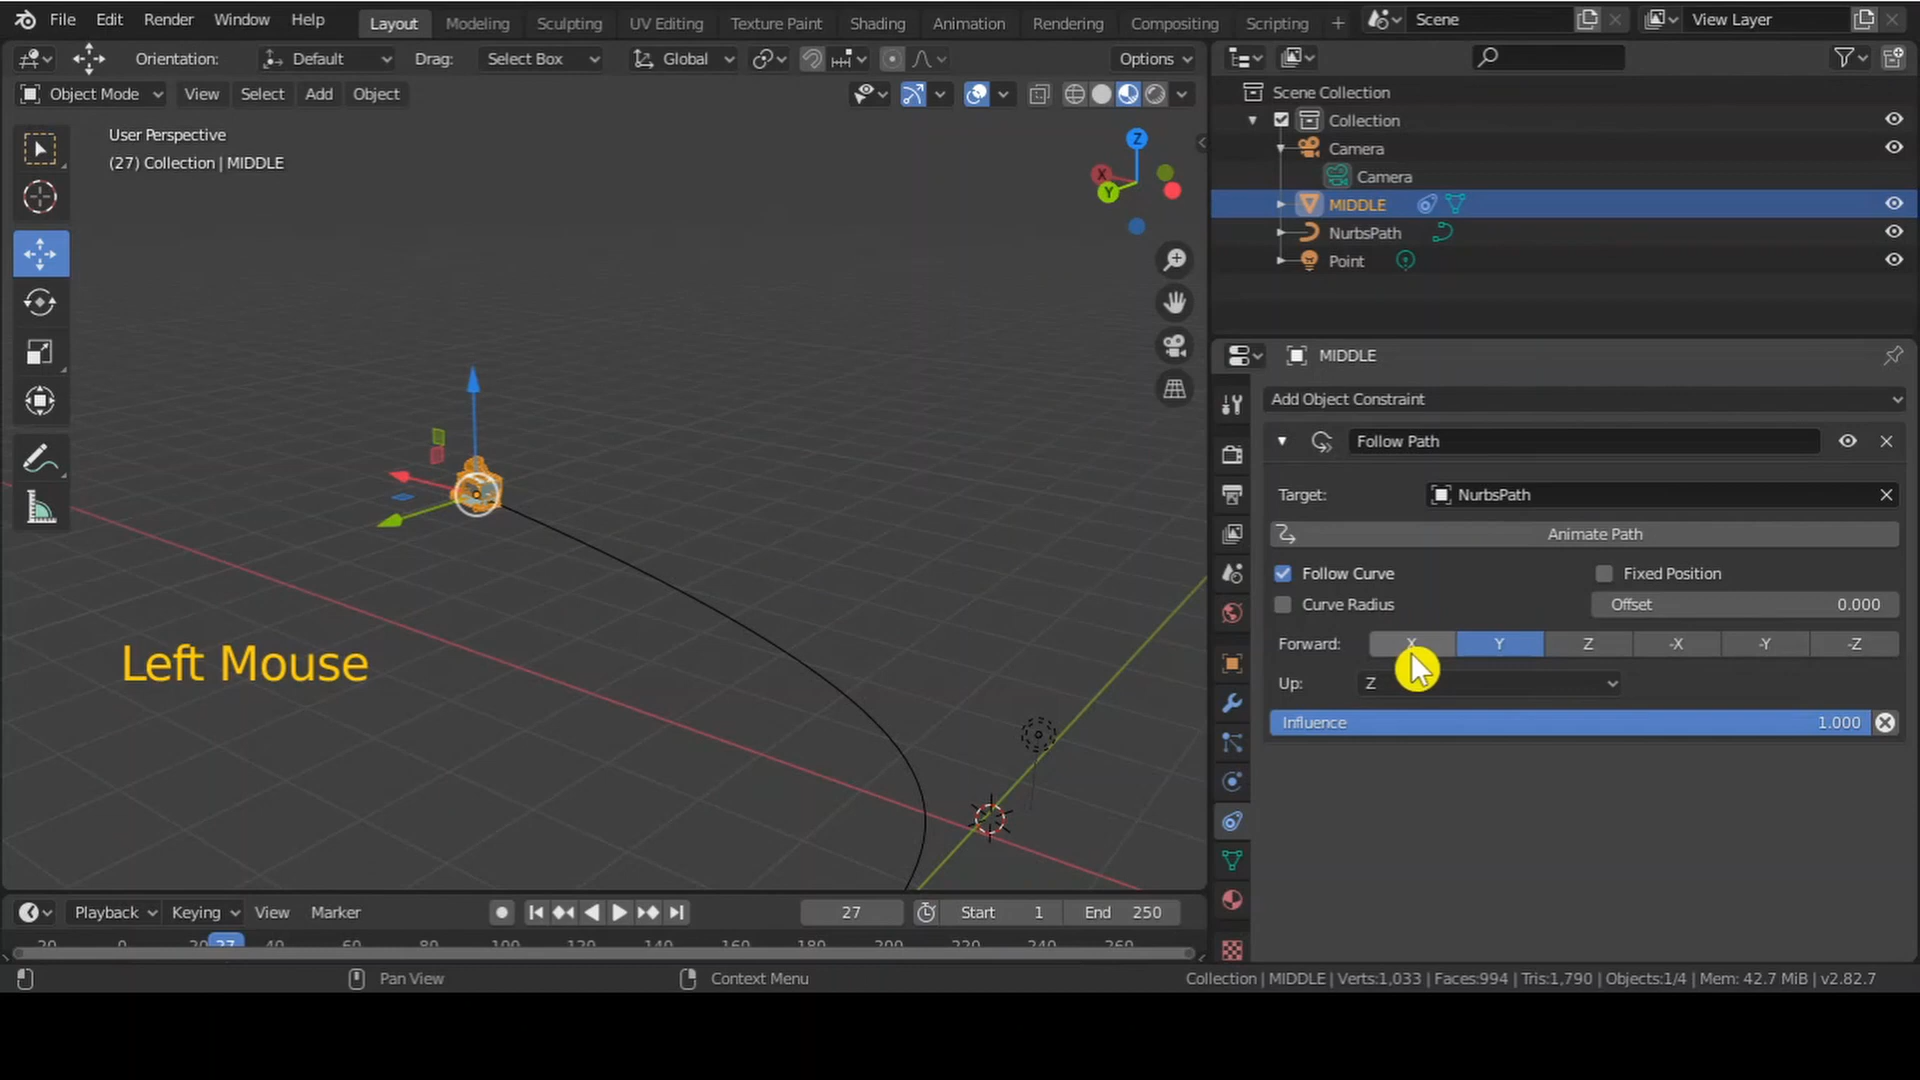 File Edit Render Window Help Layout Modeling Sculpting UV Editing Texture Paint Shading Animation Rendering Compositing Scripting + Scene View Layer
Orientation: Default Drag: Select Box Global Options
Object Mode View Select Add Object
User Perspective
(27) Collection | MIDDLE
Z
X
Y
Left Mouse
Scene Collection
Collection
Camera
Camera
MIDDLE
NurbsPath
Point
MIDDLE
Add Object Constraint
Follow Path
Target: NurbsPath
Animate Path
Follow Curve Fixed Position
Curve Radius Offset 0.000
Forward: X Y Z -X -Y -Z
Up: Z
Influence 1.000
Playback Keying View Marker 27 Start 1 End 250
-20 0 20 27 40 60 80 100 120 140 160 180 200 220 240 260
Pan View Context Menu Collection | MIDDLE | Verts:1,033 | Faces:994 | Tris:1,790 | Objects:1/4 | Mem: 42.7 MiB | v2.82.7